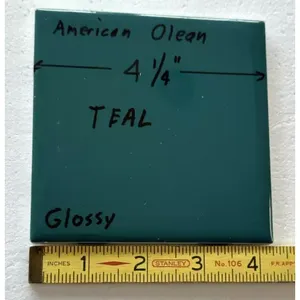 American Olean
4 1/4"
TEAL
Glossy
INCHES 1 2 STANLEY 3 No. 106 4